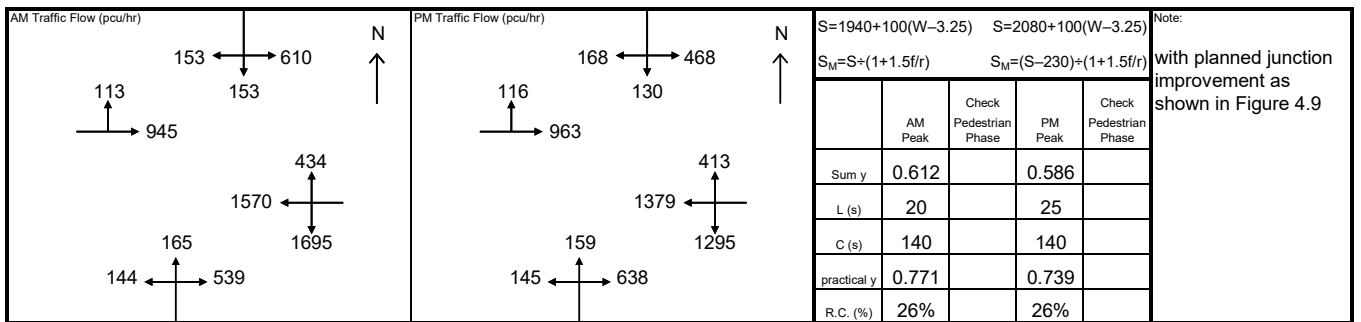 AM Traffic Flow (pcu/hr)
N
153 610
153
113
945
434
1570
1695
165
144 539
PM Traffic Flow (pcu/hr)
N
168 468
130
116
963
413
1379
1295
159
145 638
S=1940+100(W–3.25) S=2080+100(W–3.25)
SM=S÷(1+1.5f/r) SM=(S–230)÷(1+1.5f/r)
AM Peak Check Pedestrian Phase PM Peak Check Pedestrian Phase
Sum y 0.612 0.586
L (s) 20 25
C (s) 140 140
practical y 0.771 0.739
R.C. (%) 26% 26%
Note:
with planned junction
improvement as
shown in Figure 4.9